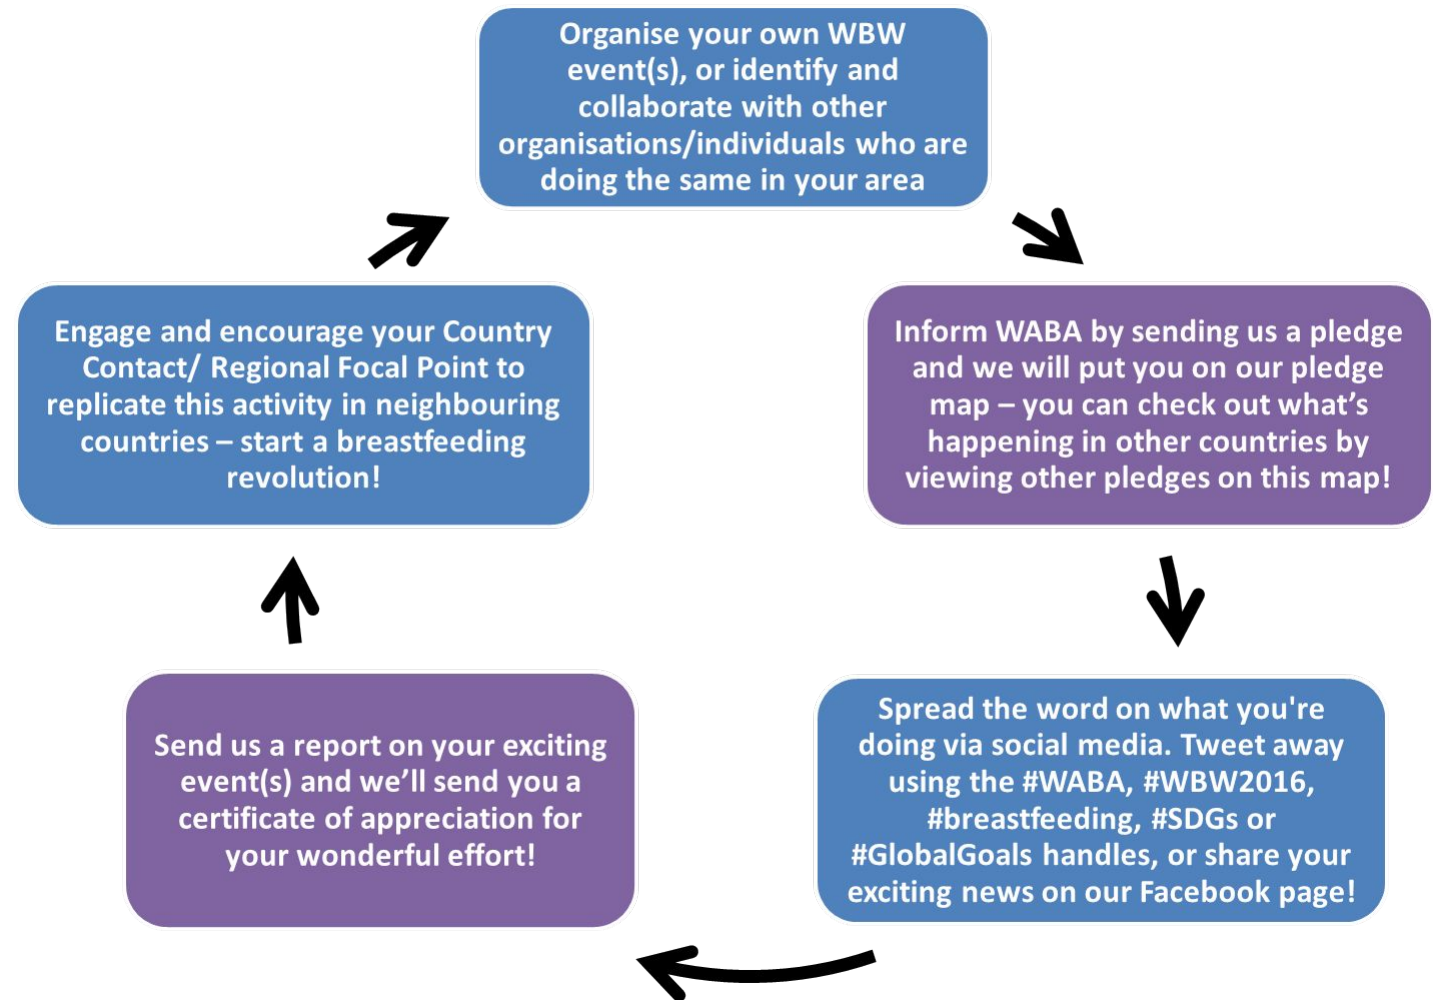 Organise your own WBW
event(s), or identify and
collaborate with other
organisations/individuals who are
doing the same in your area
Inform WABA by sending us a pledge
and we will put you on our pledge
map – you can check out what’s
happening in other countries by
viewing other pledges on this map!
Spread the word on what you're
doing via social media. Tweet away
using the #WABA, #WBW2016,
#breastfeeding, #SDGs or
#GlobalGoals handles, or share your
exciting news on our Facebook page!
Send us a report on your exciting
event(s) and we’ll send you a
certificate of appreciation for
your wonderful effort!
Engage and encourage your Country
Contact/ Regional Focal Point to
replicate this activity in neighbouring
countries – start a breastfeeding
revolution!